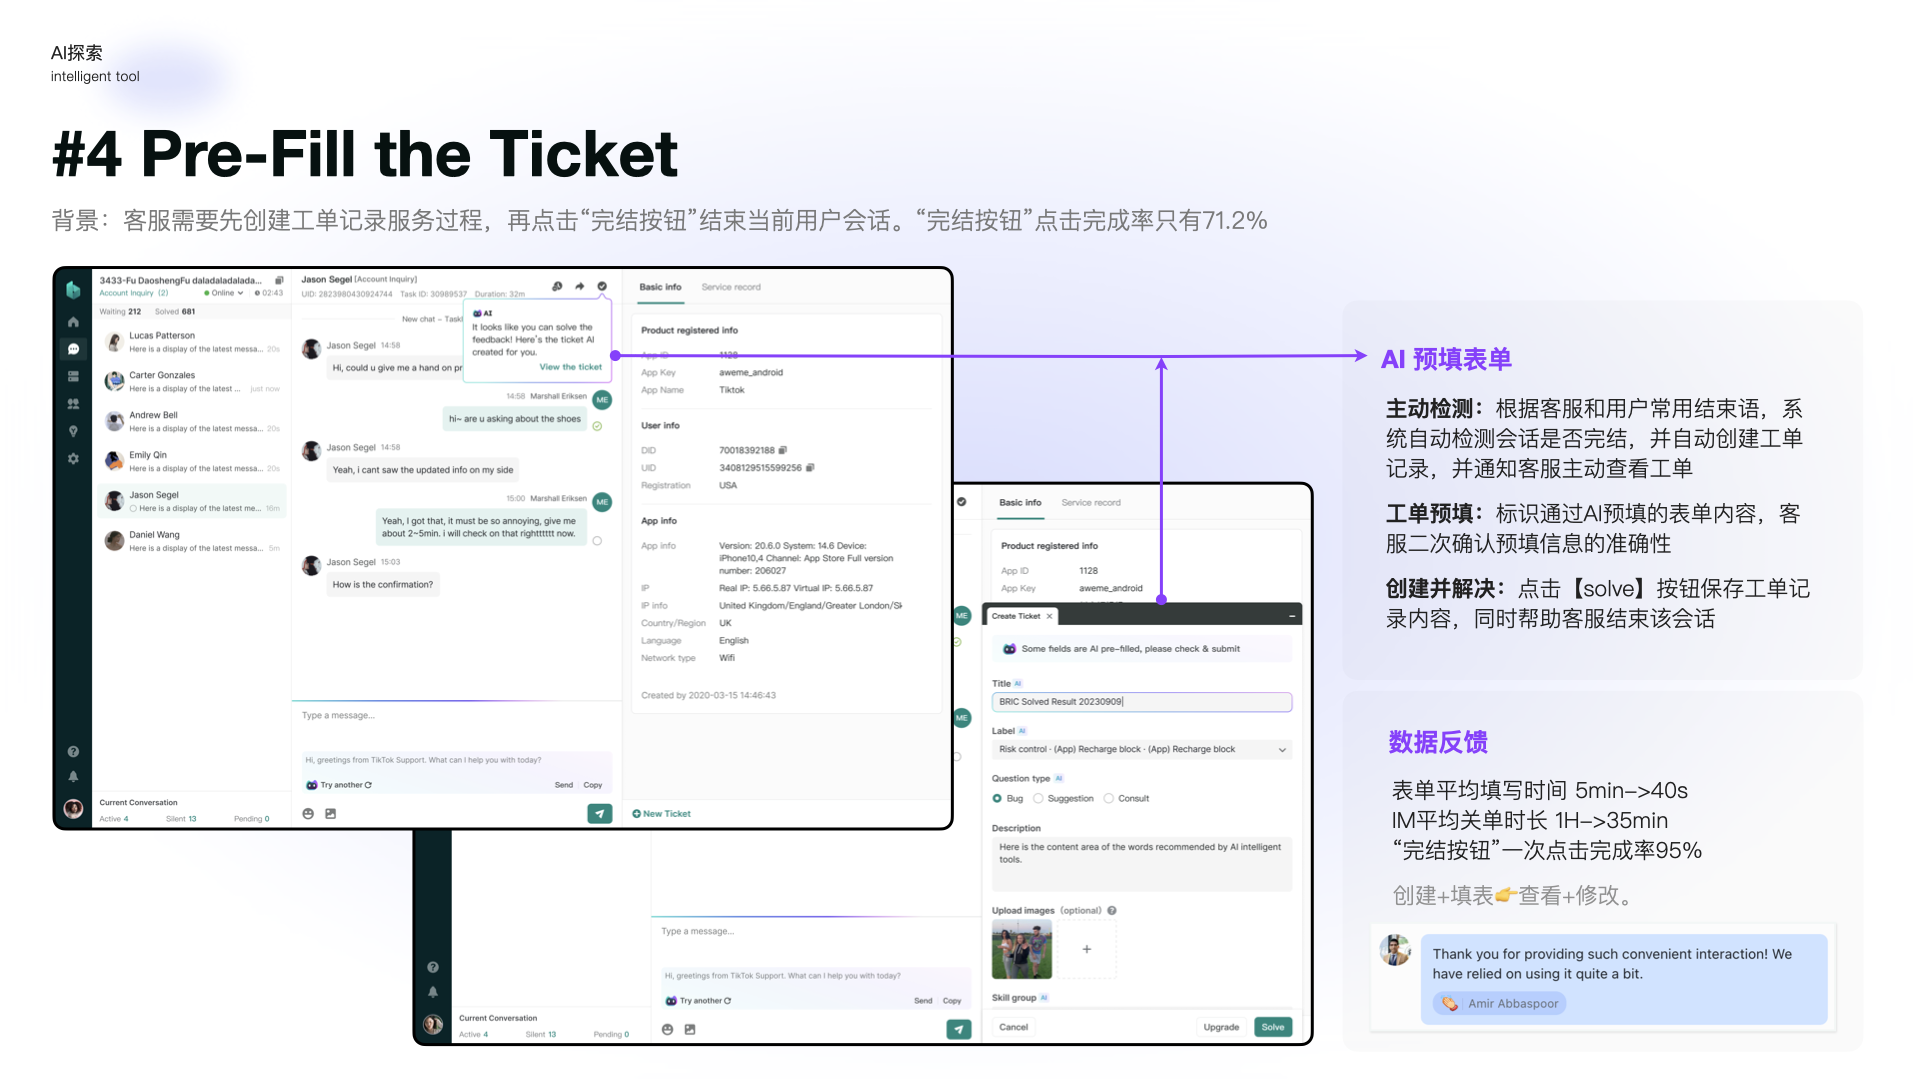 AI探索
intelligent tool
#4 Pre-Fill the Ticket
背景：客服需要先创建工单记录服务过程，再点击“完结按钮”结束当前用户会话。“完结按钮”点击完成率只有71.2%
3433-Fu DaoshengFu daladaladalada...
Account Inquiry (2)
Online
02:43
Waiting 212 Solved 681
Lucas Patterson
Here is a display of the latest messa... 20s
Carter Gonzales
Here is a display of the latest ... just now
Andrew Bell
Here is a display of the latest messa... 20s
Emily Qin
Here is a display of the latest messa... 20s
Jason Segel
Here is a display of the latest me... 16m
Daniel Wang
Here is a display of the latest messa... 5m
Current Conversation
Active 4 Silent 13 Pending 0
Jason Segel [Account Inquiry]
UID: 2823980430924744 Task ID: 30989537 Duration: 32m
New chat – Taskl
AI
It looks like you can solve the
feedback! Here's the ticket AI
created for you.
View the ticket
Jason Segel 14:58
Hi, could u give me a hand on pr
14:58 Marshall Eriksen
ME
hi~ are u asking about the shoes
Jason Segel 14:58
Yeah, i cant saw the updated info on my side
15:00 Marshall Eriksen
ME
Yeah, I got that, it must be so annoying, give me
about 2~5min. i will check on that rightttttt now.
Jason Segel 15:03
How is the confirmation?
Type a message...
Hi, greetings from TikTok Support. What can I help you with today?
Try another
Send Copy
Basic info Service record
Product registered info
App ID 1128
App Key aweme_android
App Name Tiktok
User info
DID 70018392188
UID 3408129515599256
Registration USA
App info
App info Version: 20.6.0 System: 14.6 Device:
iPhone10,4 Channel: App Store Full version
number: 206027
IP Real IP: 5.66.5.87 Virtual IP: 5.66.5.87
IP info United Kingdom/England/Greater London/Sk
Country/Region UK
Language English
Network type Wifi
Created by 2020-03-15 14:46:43
New Ticket
Current Conversation
Active 4 Silent 13 Pending 0
Type a message...
Hi, greetings from TikTok Support. What can I help you with today?
Try another
Send Copy
ME
ME
Basic info Service record
Product registered info
App ID 1128
App Key aweme_android
Create Ticket
Some fields are AI pre-filled, please check & submit
Title AI
BRIC Solved Result 20230909
Label AI
Risk control · (App) Recharge block · (App) Recharge block
Question type AI
Bug Suggestion Consult
Description
Here is the content area of the words recommended by AI intelligent
tools.
Upload images (optional)
Skill group AI
Cancel Upgrade Solve
AI 预填表单
主动检测：根据客服和用户常用结束语，系
统自动检测会话是否完结，并自动创建工单
记录，并通知客服主动查看工单
工单预填：标识通过AI预填的表单内容，客
服二次确认预填信息的准确性
创建并解决：点击【solve】按钮保存工单记
录内容，同时帮助客服结束该会话
数据反馈
表单平均填写时间 5min–>40s
IM平均关单时长 1H–>35min
“完结按钮”一次点击完成率95%
创建+填表👉查看+修改。
Thank you for providing such convenient interaction! We
have relied on using it quite a bit.
👏 Amir Abbaspoor